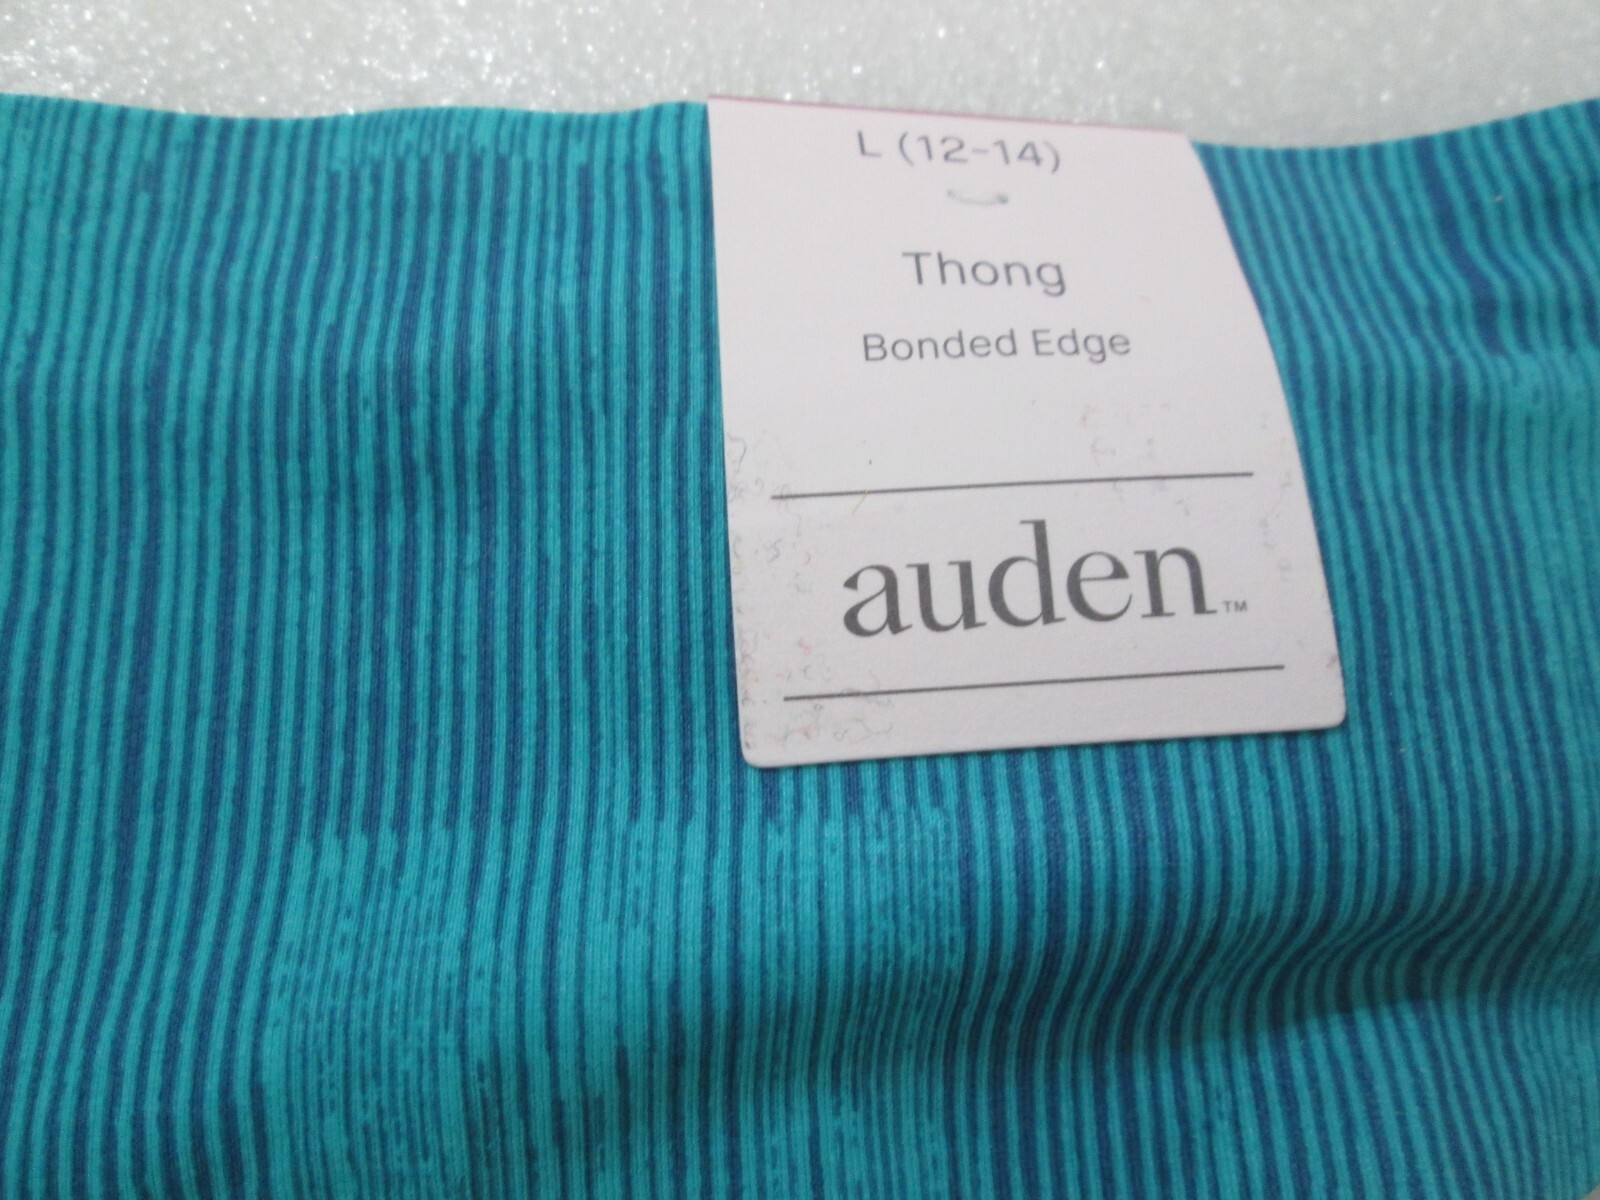 L (12-14)
Thong
Bonded Edge
auden™